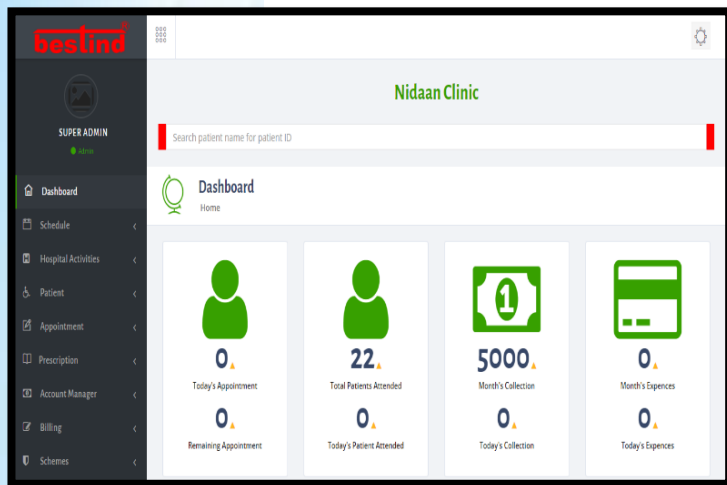 bestind
SUPER ADMIN
Admin
Dashboard
Schedule
Hospital Activities
Patient
Appointment
Prescription
Account Manager
Billing
Schemes
Nidaan Clinic
Search patient name for patient ID
Dashboard
Home
1
0
Today's Appointment
0
Remaining Appointment
22
Total Patients Attended
0
Today's Patient Attended
5000
Month's Collection
0
Today's Collection
0
Month's Expences
0
Today's Expences